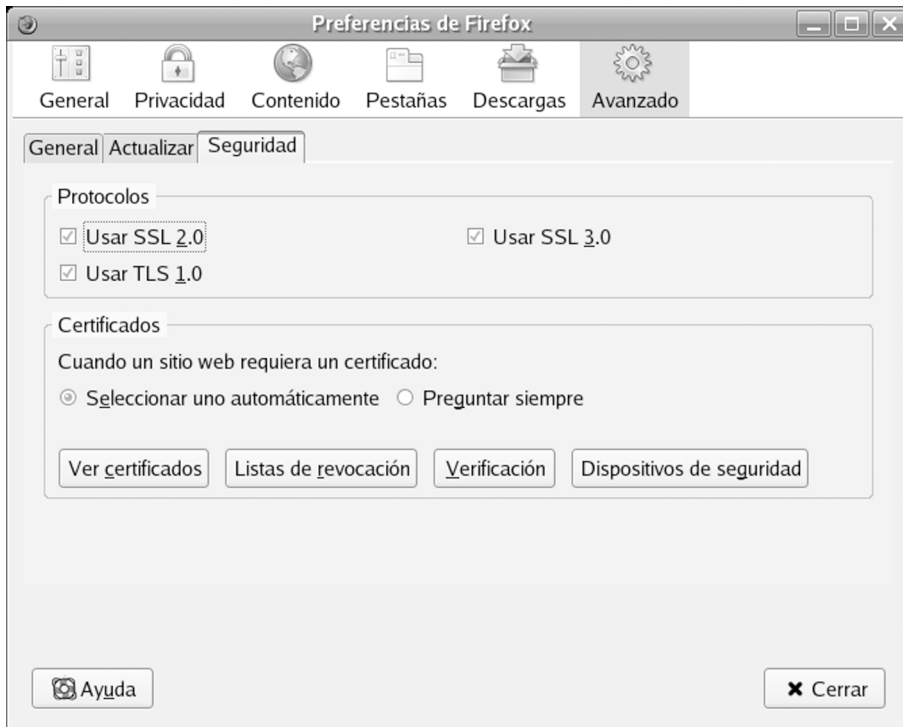 Preferencias de Firefox
General Privacidad Contenido Pestañas Descargas Avanzado
General Actualizar Seguridad
Protocolos
Usar SSL 2.0 Usar SSL 3.0
Usar TLS 1.0
Certificados
Cuando un sitio web requiera un certificado:
Seleccionar uno automáticamente Preguntar siempre
Ver certificados Listas de revocación Verificación Dispositivos de seguridad
Ayuda Cerrar